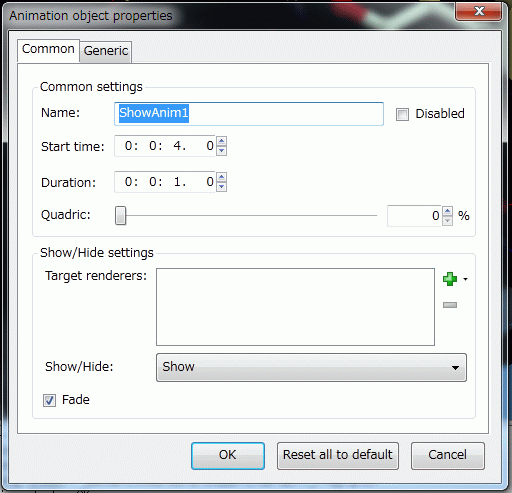 Animation object properties
Common Generic
Common settings
Name: ShowAnim1 Disabled
Start time: 0: 0: 4. 0
Duration: 0: 0: 1. 0
Quadric: 0 %
Show/Hide settings
Target renderers:
Show/Hide: Show
Fade
OK Reset all to default Cancel